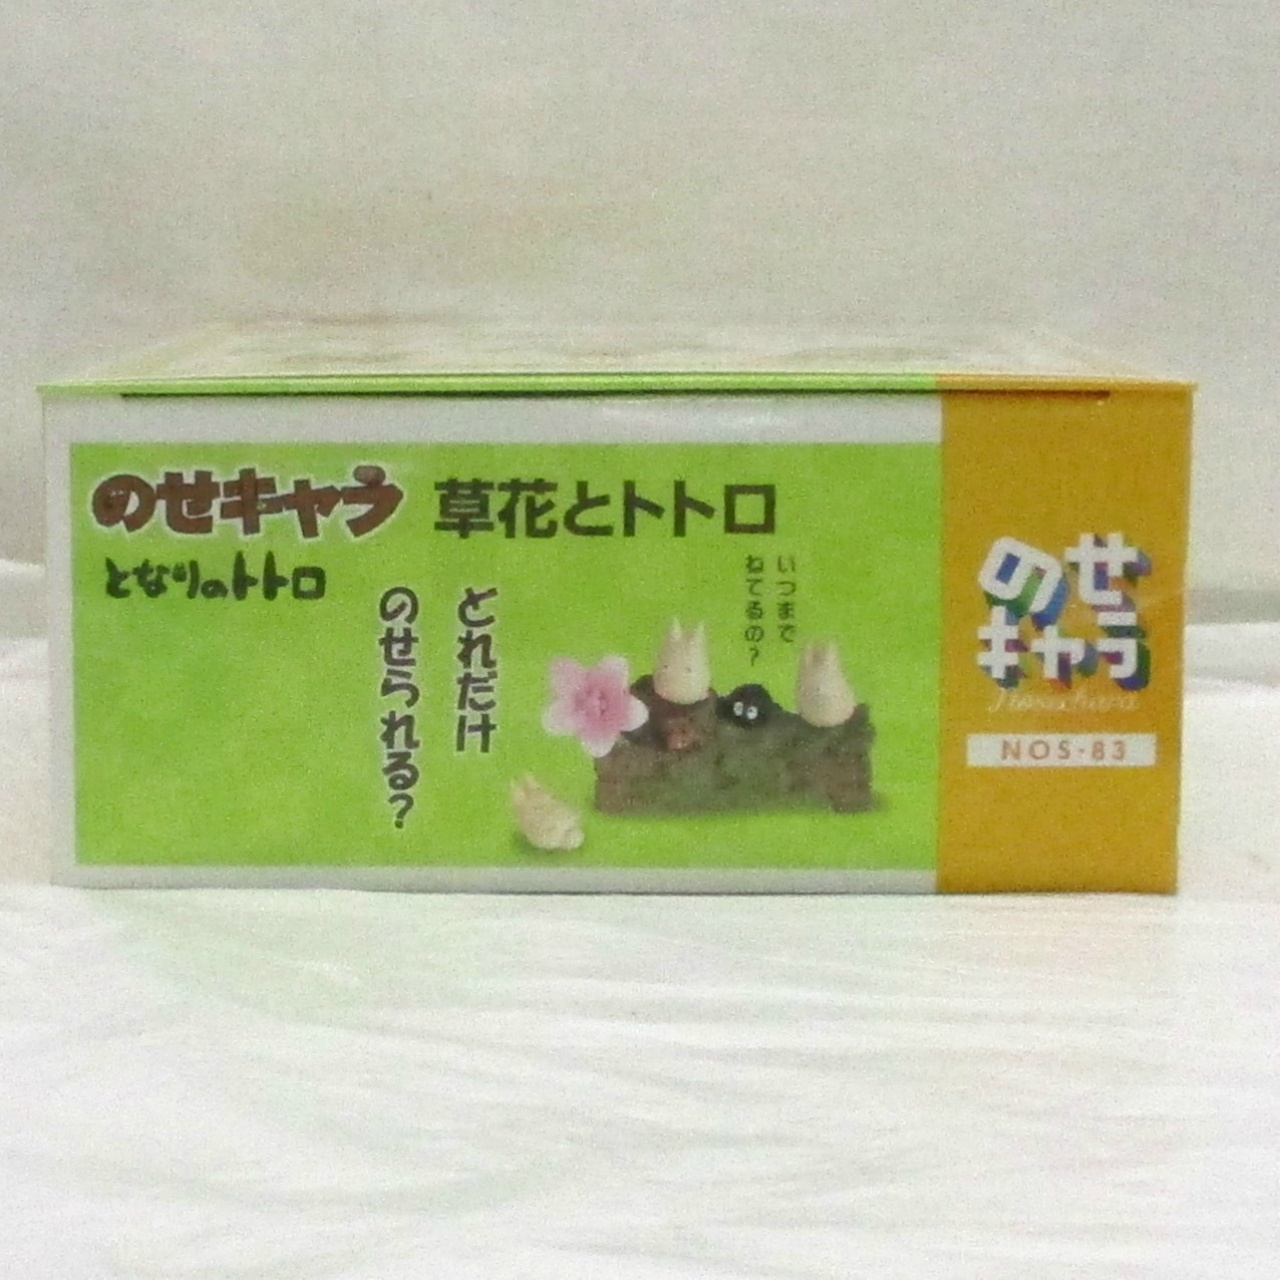 のせキャラ 草花とトトロ
となりのトトロ
どれだけ
のせられる?
いつまで
ねてるの?
のせ
キャラ
Nosechara
NOS-83